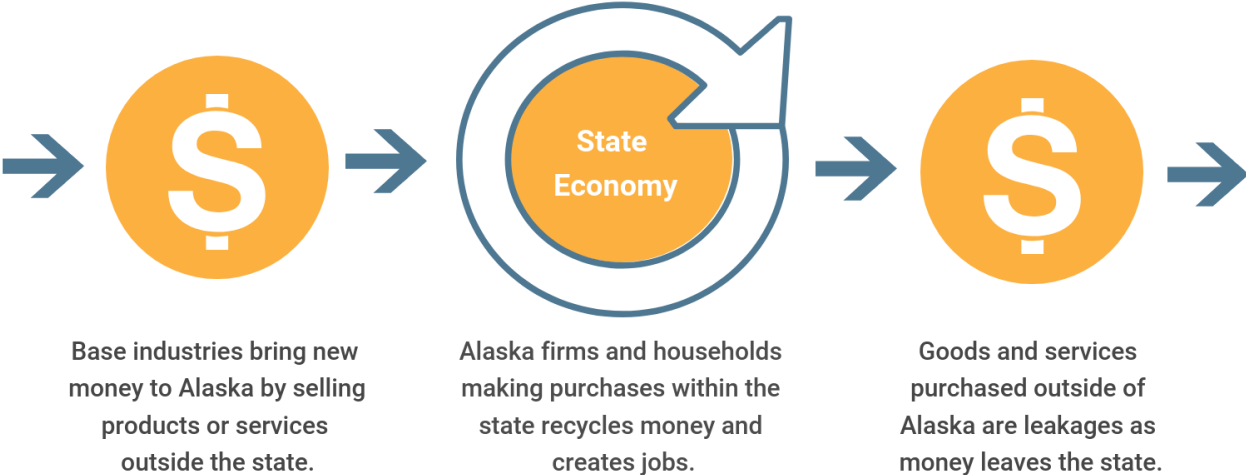 $
State
Economy
$
Base industries bring new
money to Alaska by selling
products or services
outside the state.
Alaska firms and households
making purchases within the
state recycles money and
creates jobs.
Goods and services
purchased outside of
Alaska are leakages as
money leaves the state.